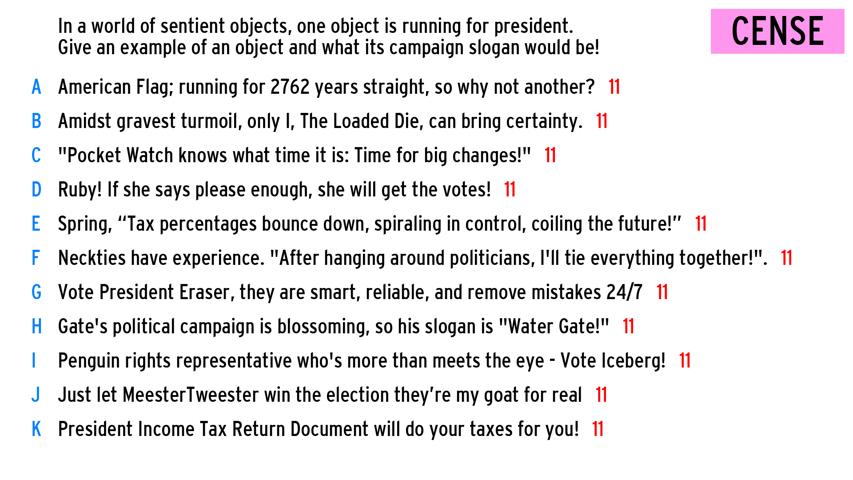 In a world of sentient objects, one object is running for president.
Give an example of an object and what its campaign slogan would be!
CENSE
A American Flag; running for 2762 years straight, so why not another? 11
B Amidst gravest turmoil, only I, The Loaded Die, can bring certainty. 11
C "Pocket Watch knows what time it is: Time for big changes!" 11
D Ruby! If she says please enough, she will get the votes! 11
E Spring, “Tax percentages bounce down, spiraling in control, coiling the future!” 11
F Neckties have experience. "After hanging around politicians, I'll tie everything together!". 11
G Vote President Eraser, they are smart, reliable, and remove mistakes 24/7 11
H Gate's political campaign is blossoming, so his slogan is "Water Gate!" 11
I Penguin rights representative who's more than meets the eye - Vote Iceberg! 11
J Just let MeesterTweester win the election they’re my goat for real 11
K President Income Tax Return Document will do your taxes for you! 11